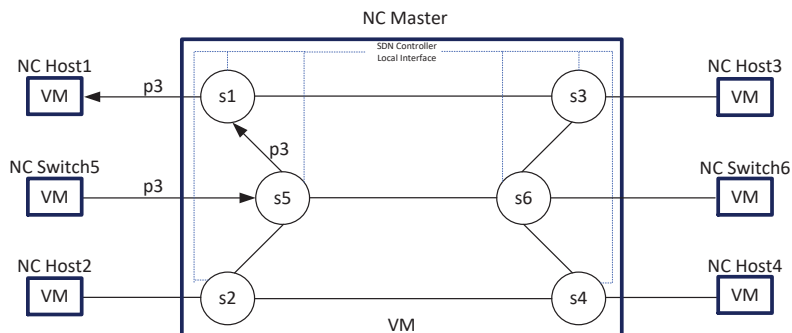 NC Master
SDN Controller
Local Interface
NC Host1
VM
p3
s1
s3
NC Host3
VM
p3
NC Switch5
VM
p3
s5
s6
NC Switch6
VM
NC Host2
VM
s2
s4
NC Host4
VM
VM